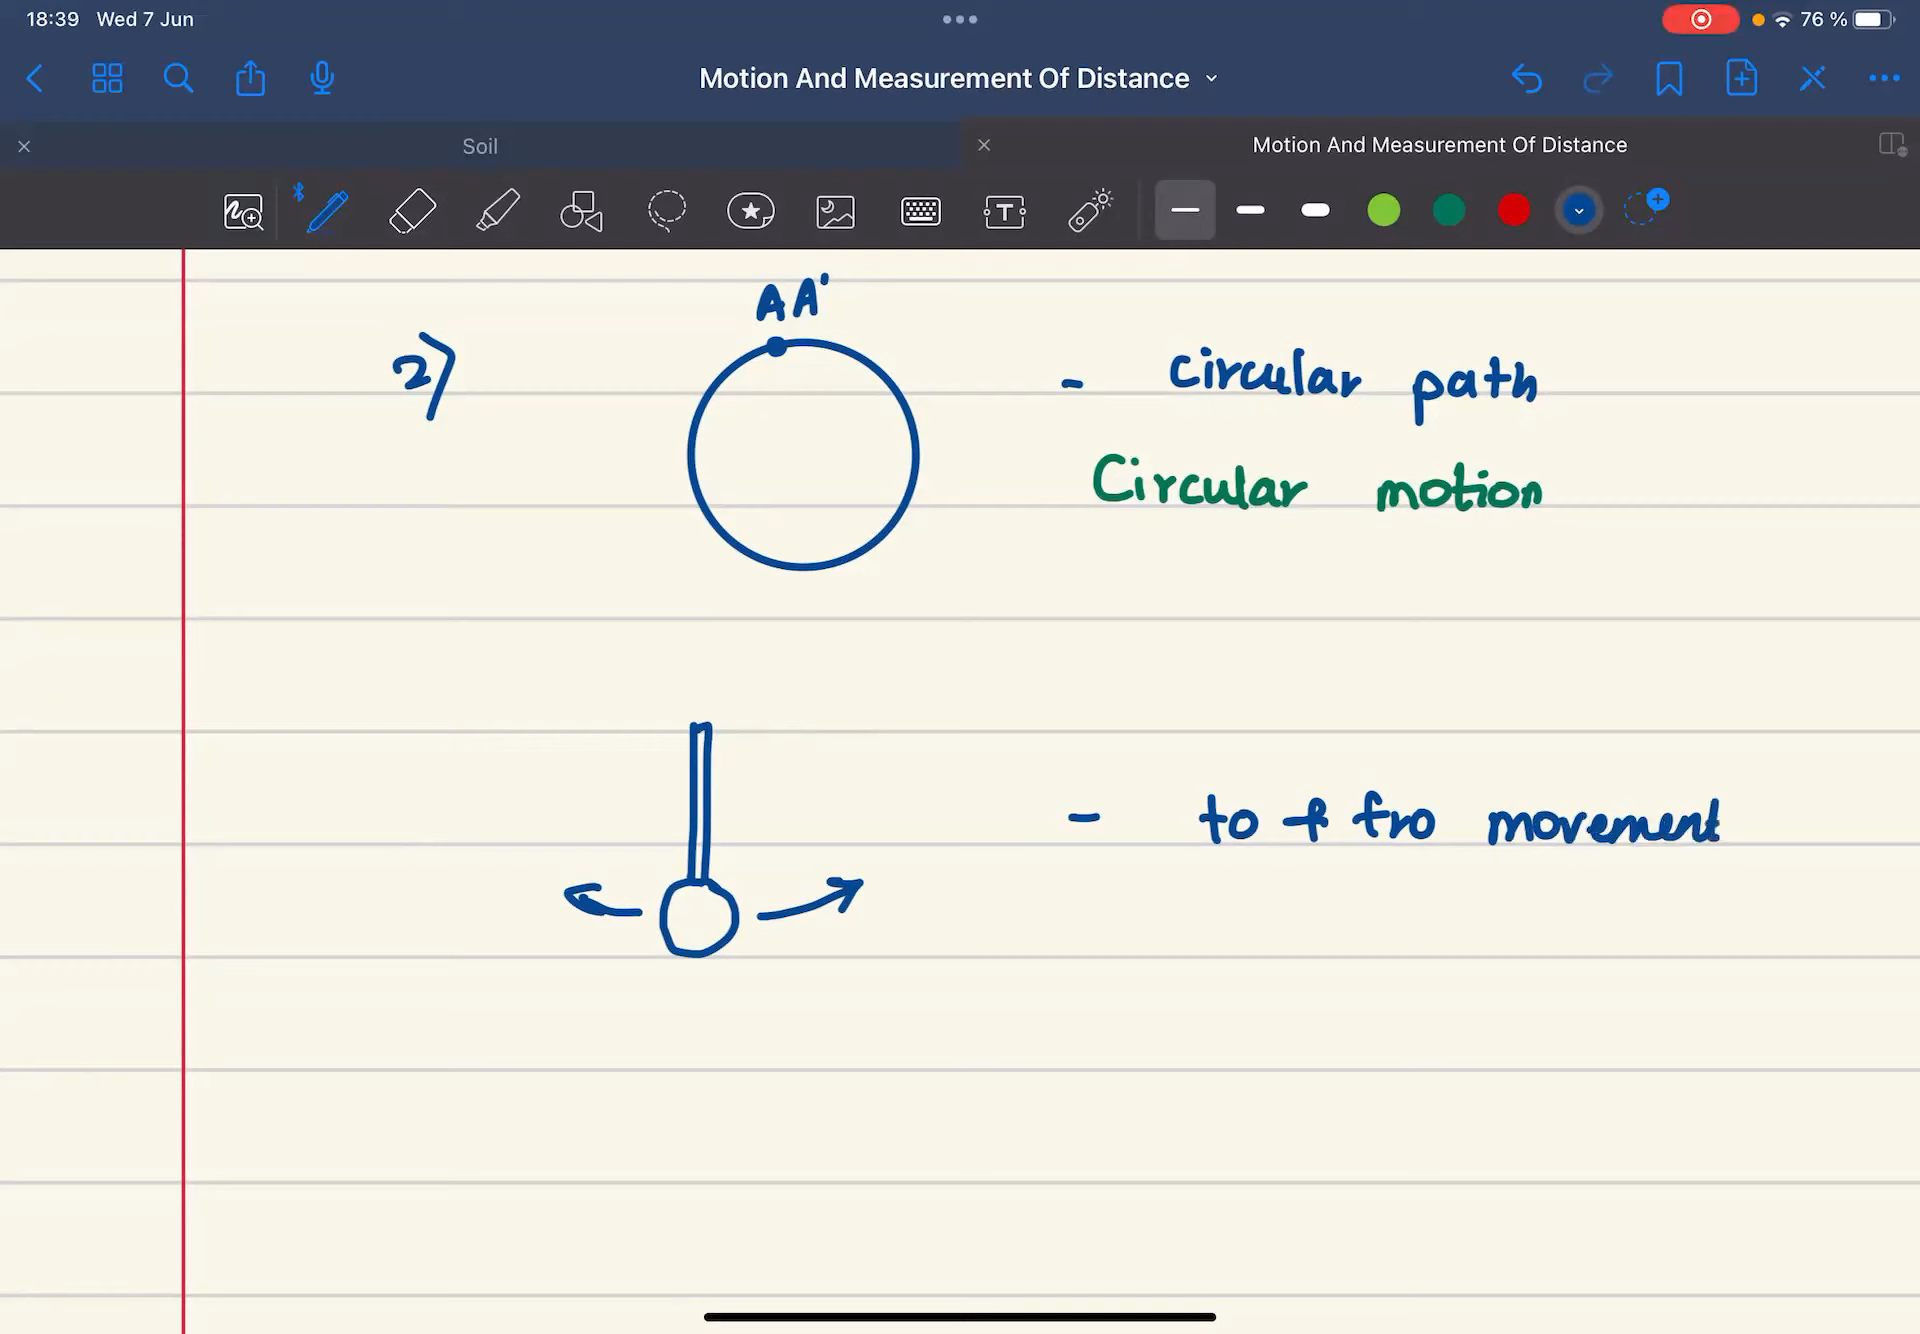 18:39 Wed 7 Jun
76 %
Motion And Measurement Of Distance
Soil
Motion And Measurement Of Distance
T
A A'
2)
- Circular path
Circular motion
- to & fro movement